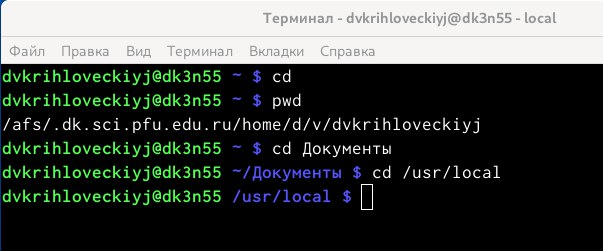 Терминал - dvkrihloveckiyj@dk3n55 - local
Файл Правка Вид Терминал Вкладки Справка
dvkrihloveckiyj@dk3n55 ~ $ cd
dvkrihloveckiyj@dk3n55 ~ $ pwd
/afs/.dk.sci.pfu.edu.ru/home/d/v/dvkrihloveckiyj
dvkrihloveckiyj@dk3n55 ~ $ cd Документы
dvkrihloveckiyj@dk3n55 ~/Документы $ cd /usr/local
dvkrihloveckiyj@dk3n55 /usr/local $